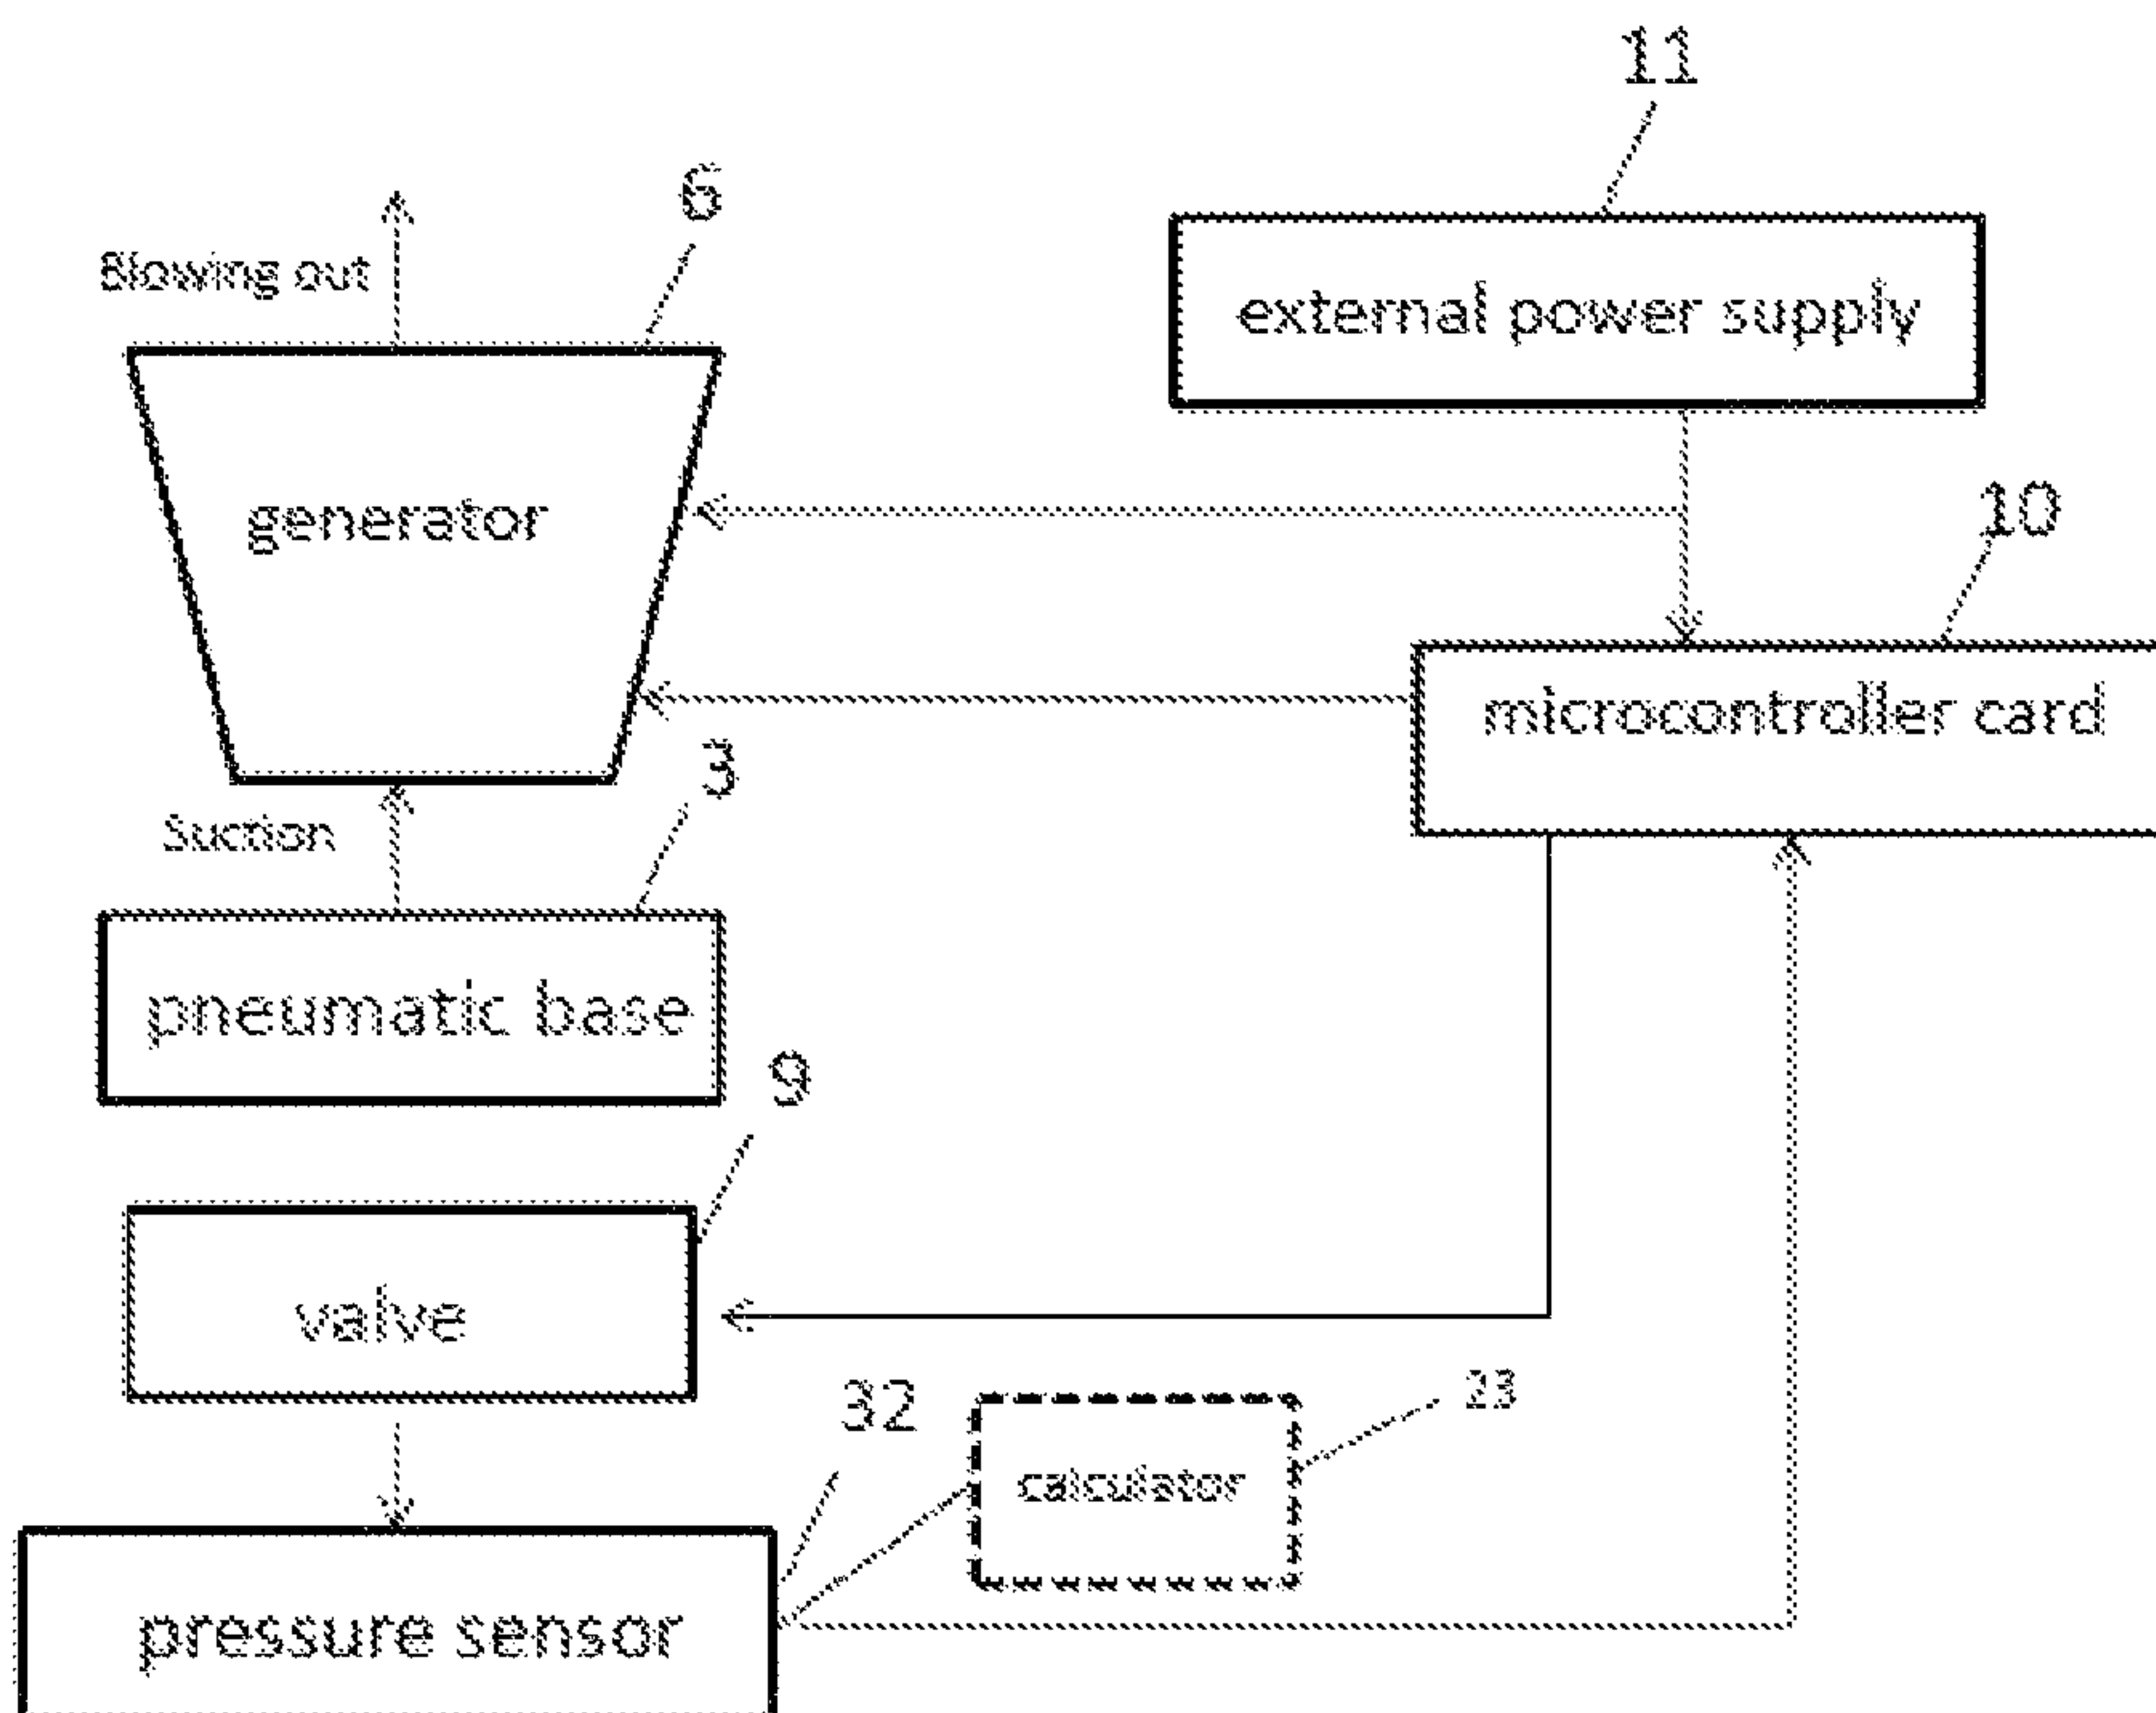 11
6
Blowing out
external power supply
10
generator
microcontroller card
3
Suction
pneumatic base
9
valve
32
23
calculator
pressure sensor